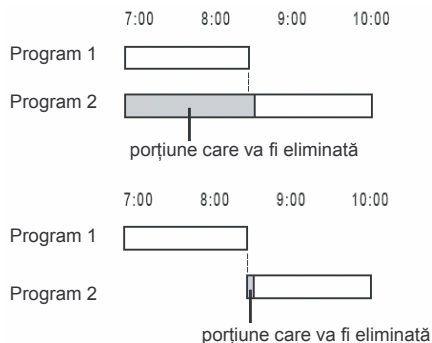 7:00 8:00 9:00 10:00
Program 1
Program 2
porțiune care va fi eliminată
7:00 8:00 9:00 10:00
Program 1
Program 2
porțiune care va fi eliminată